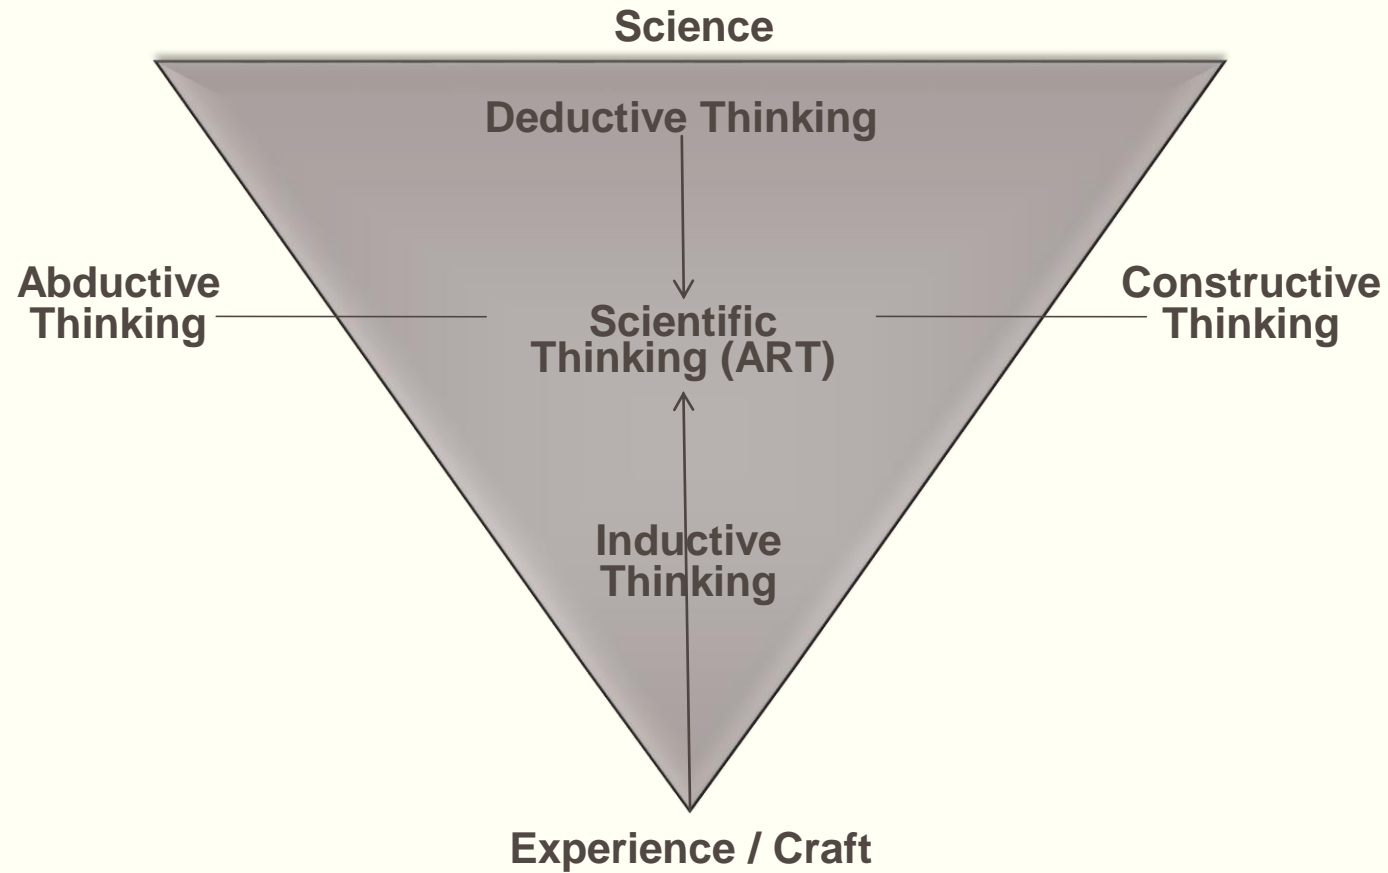 Science
Deductive Thinking
Abductive
Thinking
Scientific
Thinking (ART)
Constructive
Thinking
Inductive
Thinking
Experience / Craft